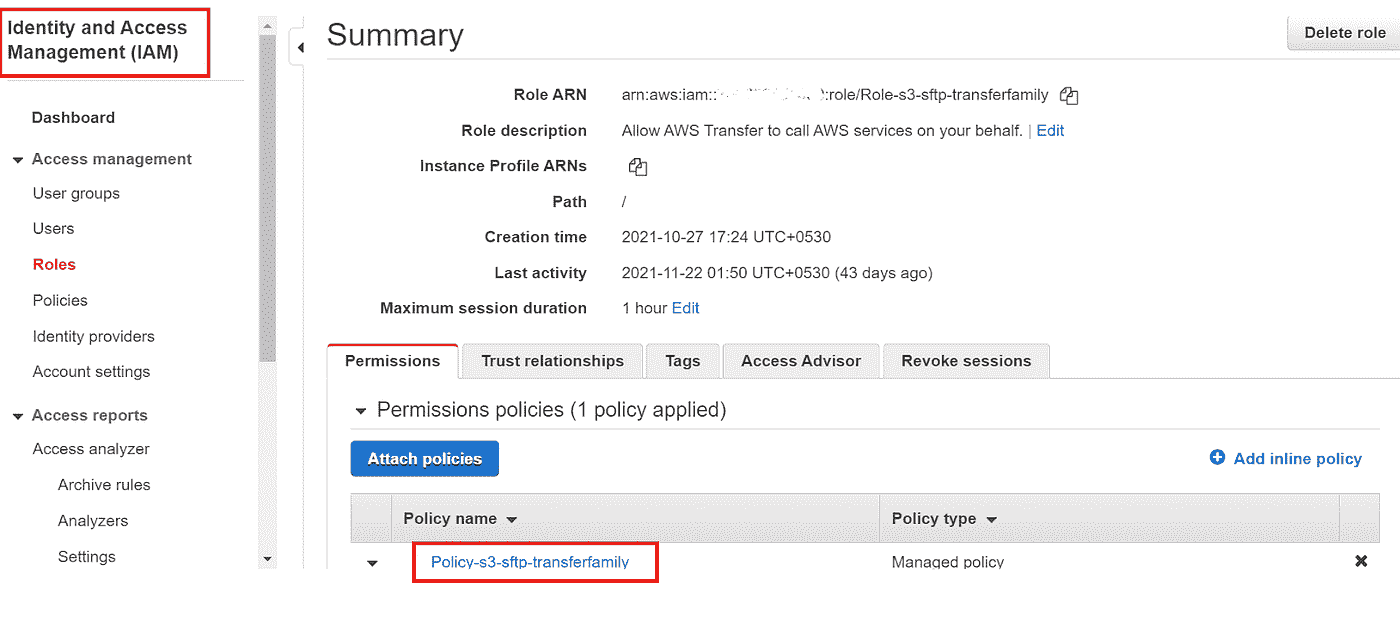 Identity and Access
Management (IAM)
Dashboard
Access management
User groups
Users
Roles
Policies
Identity providers
Account settings
Access reports
Access analyzer
Archive rules
Analyzers
Settings
Summary
Delete role
Role ARN arn:aws:iam:: :role/Role-s3-sftp-transferfamily
Role description Allow AWS Transfer to call AWS services on your behalf. | Edit
Instance Profile ARNs
Path /
Creation time 2021-10-27 17:24 UTC+0530
Last activity 2021-11-22 01:50 UTC+0530 (43 days ago)
Maximum session duration 1 hour Edit
Permissions Trust relationships Tags Access Advisor Revoke sessions
Permissions policies (1 policy applied)
Attach policies Add inline policy
Policy name Policy type
Policy-s3-sftp-transferfamily Managed policy